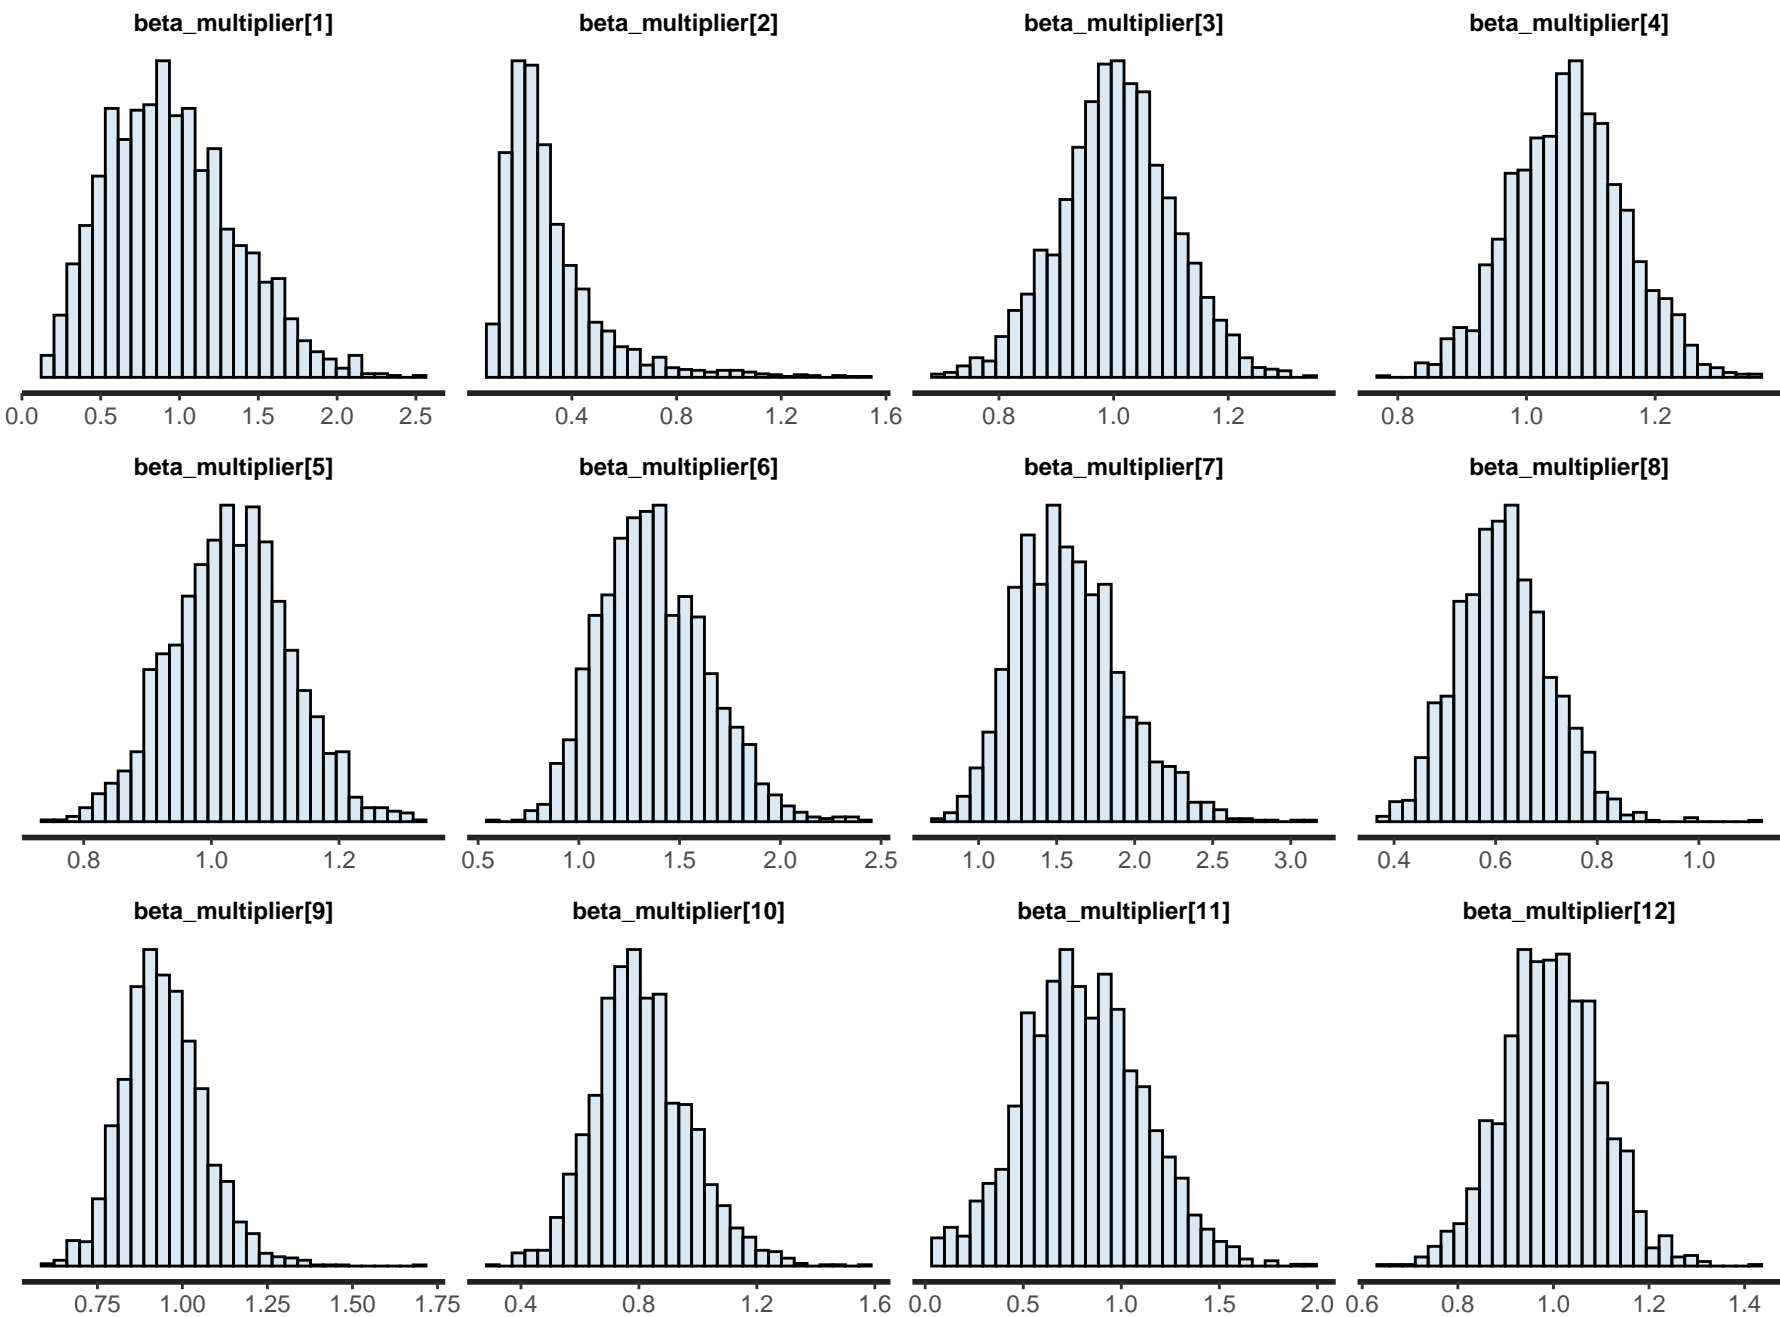 beta_multiplier[1] beta_multiplier[2] beta_multiplier[3] beta_multiplier[4]
0.0 0.5 1.0 1.5 2.0 2.5 0.4 0.8 1.2 1.6 0.8 1.0 1.2 0.8 1.0 1.2
beta_multiplier[5] beta_multiplier[6] beta_multiplier[7] beta_multiplier[8]
0.8 1.0 1.2 0.5 1.0 1.5 2.0 2.5 1.0 1.5 2.0 2.5 3.0 0.4 0.6 0.8 1.0
beta_multiplier[9] beta_multiplier[10] beta_multiplier[11] beta_multiplier[12]
0.75 1.00 1.25 1.50 1.75 0.4 0.8 1.2 1.6 0.0 0.5 1.0 1.5 2.0 0.6 0.8 1.0 1.2 1.4